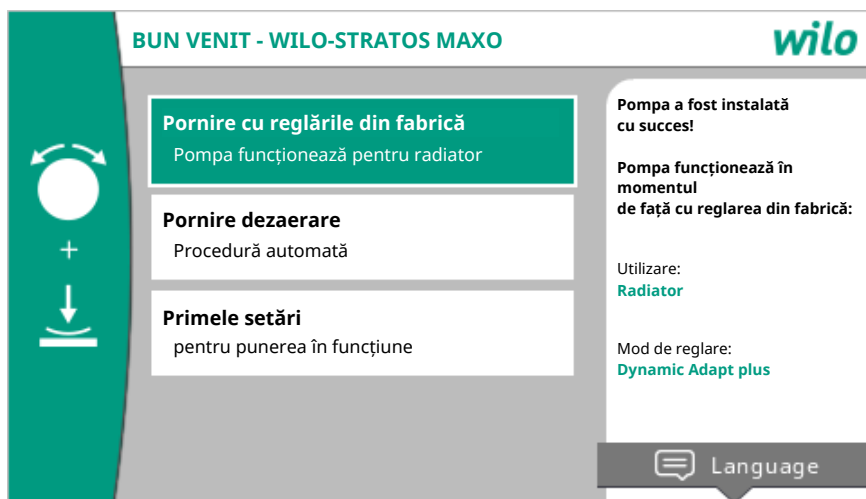 BUN VENIT - WILO-STRATOS MAXO
wilo
Pornire cu reglările din fabrică
Pompa funcționează pentru radiator
Pornire dezaerare
Procedură automată
Primele setări
pentru punerea în funcțiune
+
Pompa a fost instalată
cu succes!
Pompa funcționează în
momentul
de față cu reglarea din fabrică:
Utilizare:
Radiator
Mod de reglare:
Dynamic Adapt plus
Language